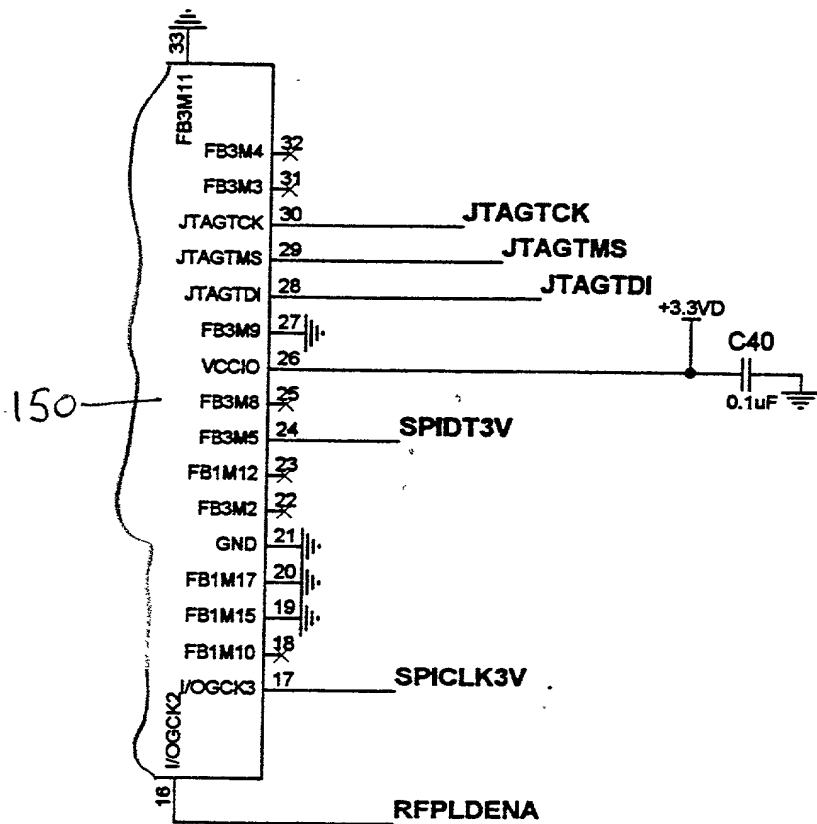 33
FB3M11
FB3M4 32
FB3M3 31
JTAGTCK 30 JTAGTCK
JTAGTMS 29 JTAGTMS
JTAGTDI 28 JTAGTDI
FB3M9 27
+3.3VD
VCCIO 26
C40
0.1uF
150
FB3M8 25
FB3M5 24 SPIDT3V
FB1M12 23
FB3M2 22
GND 21
FB1M17 20
FB1M15 19
FB1M10 18
I/OGCK3 17 SPICLK3V
I/OGCK2
16
RFPLDENA